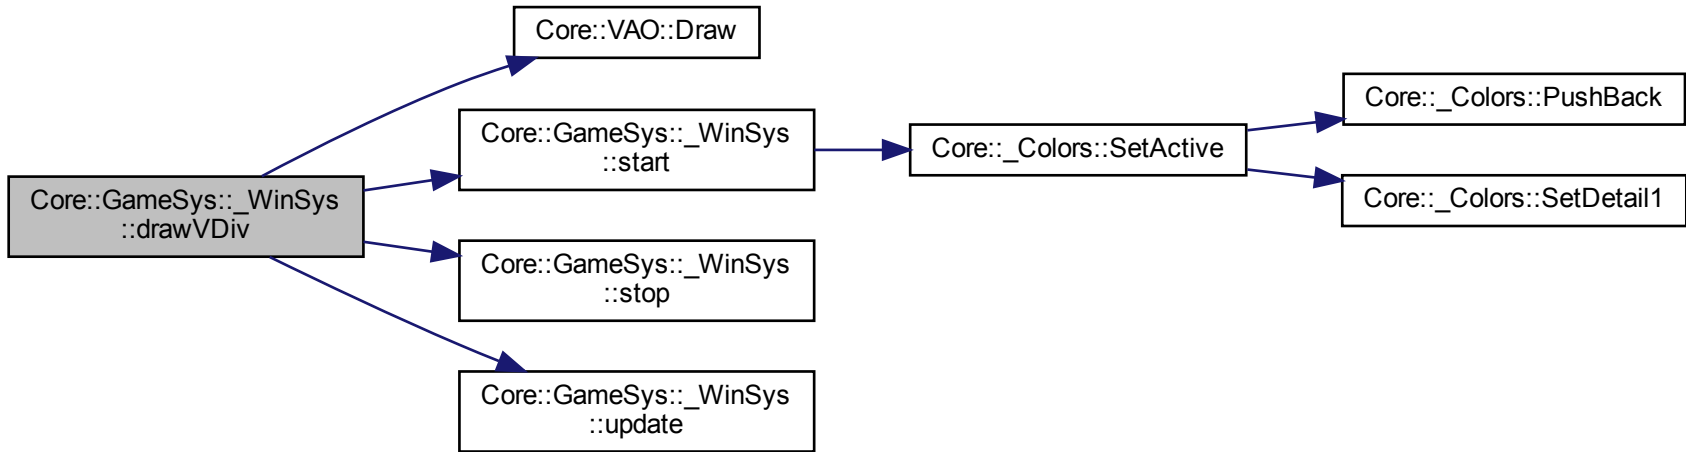 Core::GameSys::_WinSys
::drawVDiv
Core::VAO::Draw
Core::GameSys::_WinSys
::start
Core::_Colors::SetActive
Core::_Colors::PushBack
Core::_Colors::SetDetail1
Core::GameSys::_WinSys
::stop
Core::GameSys::_WinSys
::update